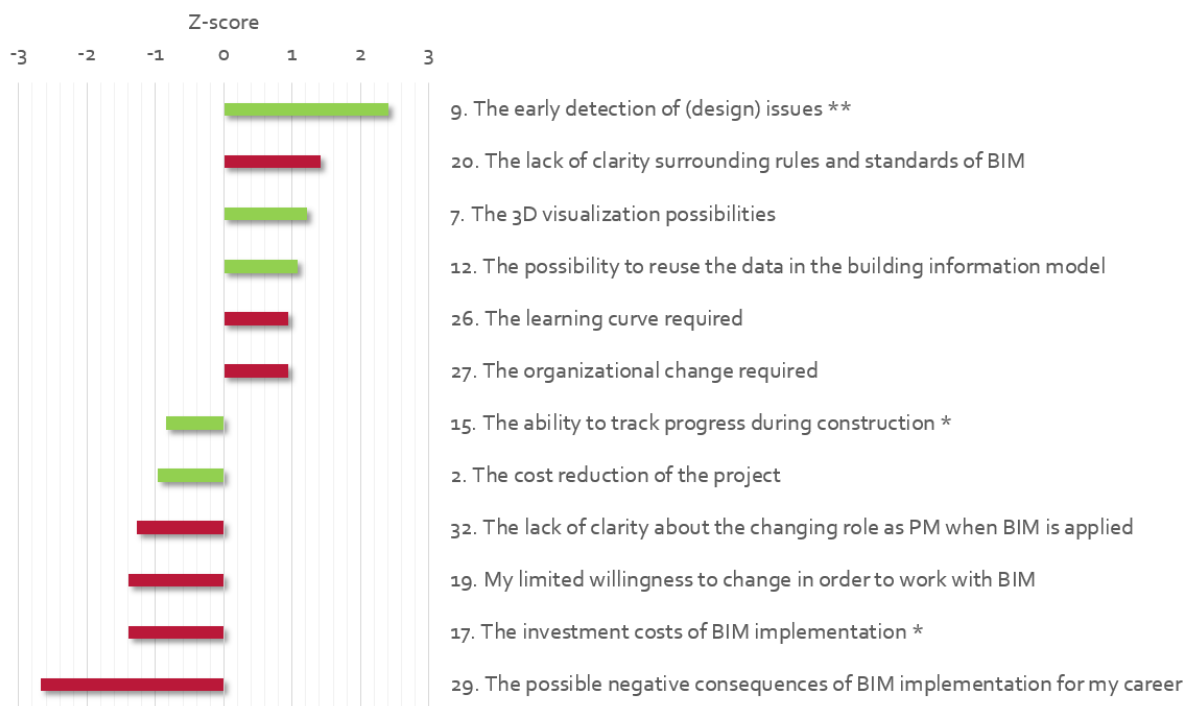 Z-score
-3 -2 -1 0 1 2 3
9. The early detection of (design) issues **
20. The lack of clarity surrounding rules and standards of BIM
7. The 3D visualization possibilities
12. The possibility to reuse the data in the building information model
26. The learning curve required
27. The organizational change required
15. The ability to track progress during construction *
2. The cost reduction of the project
32. The lack of clarity about the changing role as PM when BIM is applied
19. My limited willingness to change in order to work with BIM
17. The investment costs of BIM implementation *
29. The possible negative consequences of BIM implementation for my career